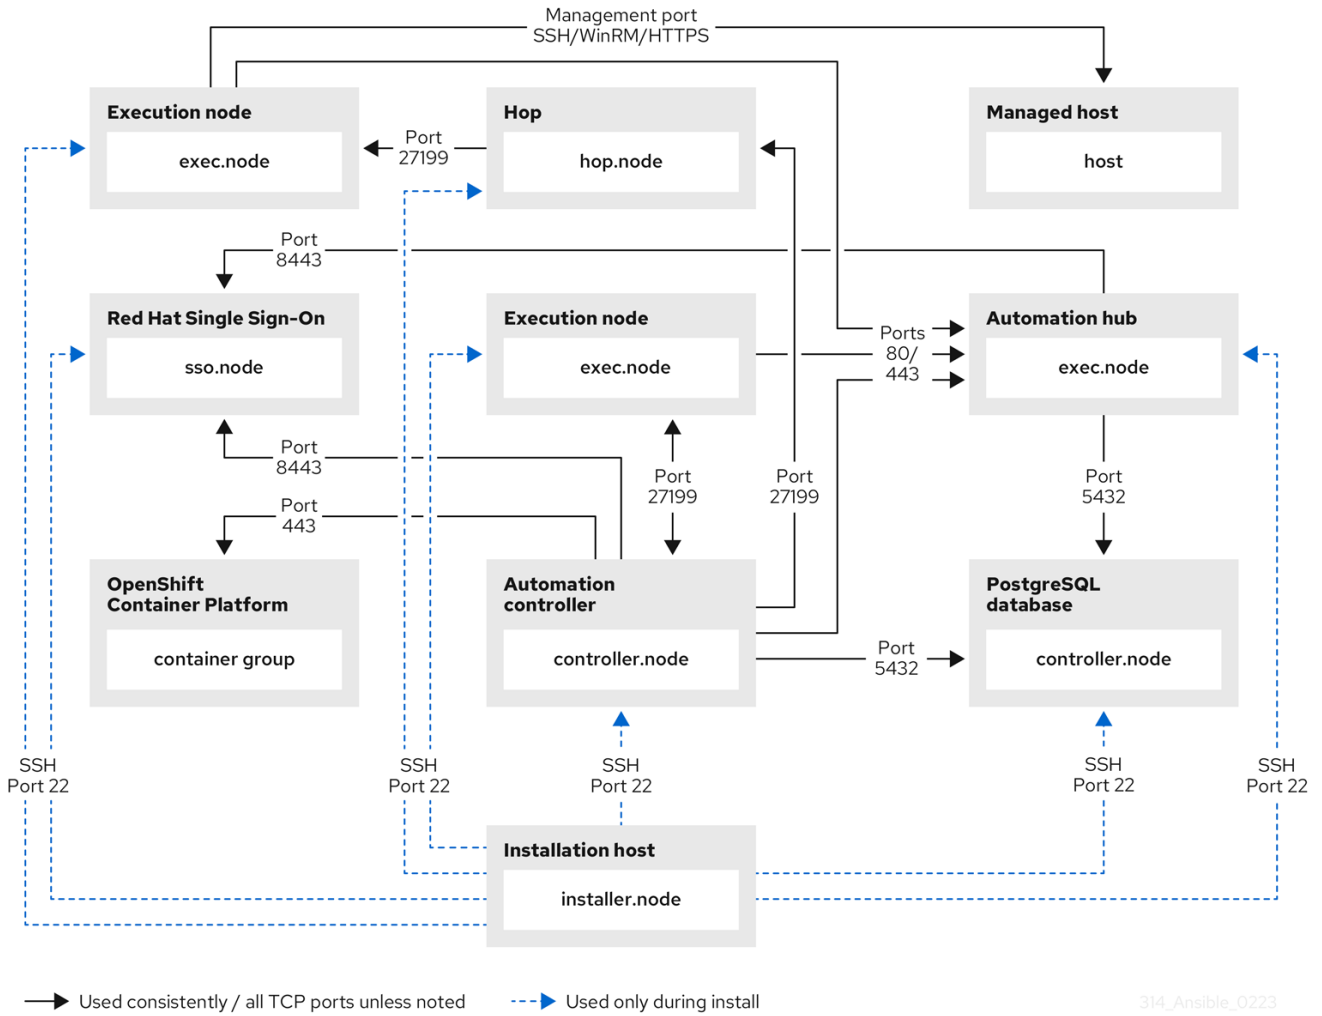 Management port
SSH/WinRM/HTTPS
Execution node
exec.node
Port
27199
Hop
hop.node
Managed host
host
Port
8443
Red Hat Single Sign-On
sso.node
Execution node
exec.node
Ports
80/
443
Automation hub
exec.node
Port
8443
Port
27199
Port
27199
Port
5432
Port
443
OpenShift
Container Platform
container group
Automation
controller
controller.node
Port
5432
PostgreSQL
database
controller.node
SSH
Port 22
SSH
Port 22
SSH
Port 22
SSH
Port 22
SSH
Port 22
Installation host
installer.node
Used consistently / all TCP ports unless noted
Used only during install
314_Ansible_0223